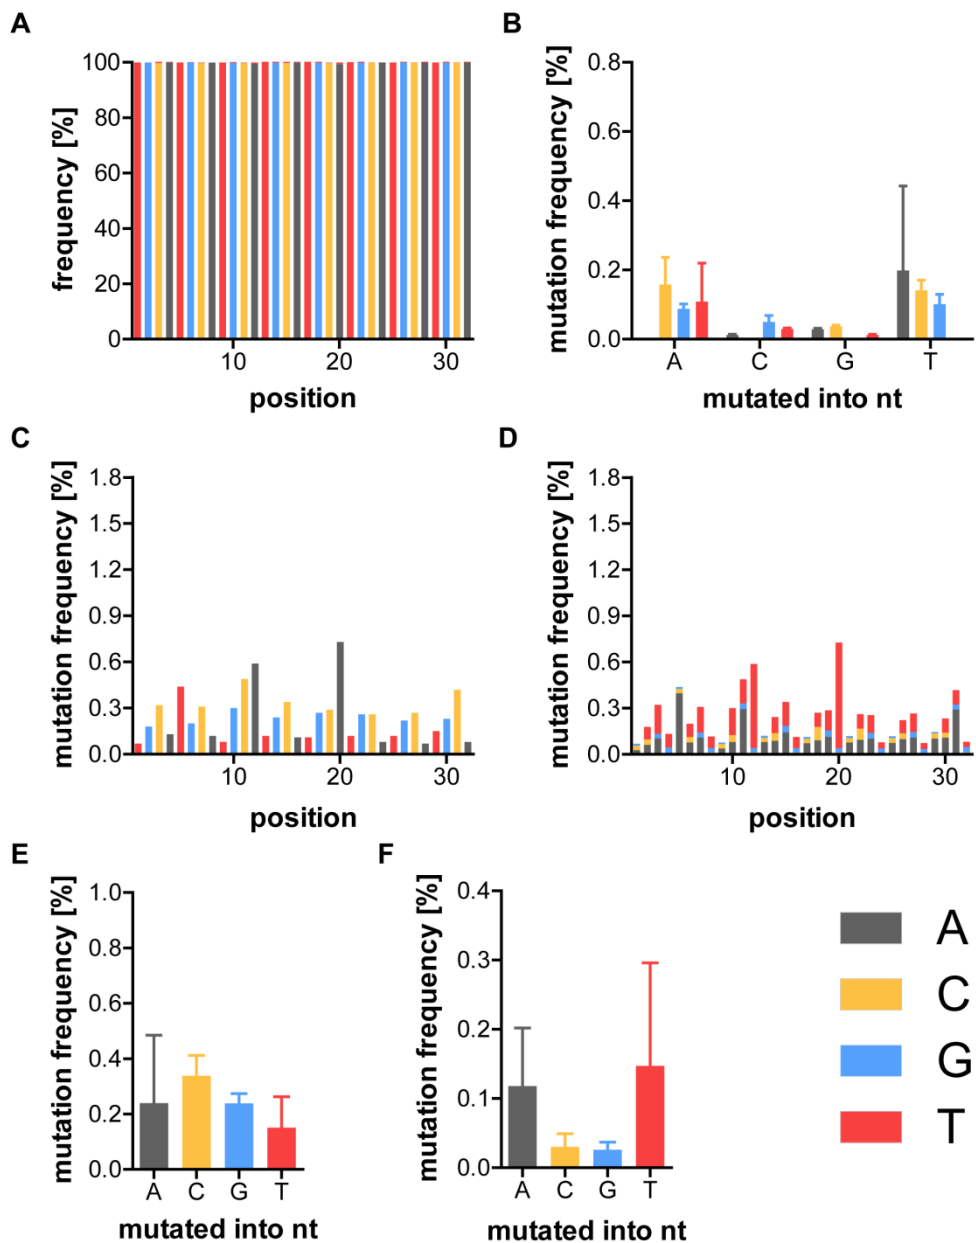 A
frequency [%]
100
80
60
40
20
0
10
20
30
position
B
mutation frequency [%]
0.8
0.6
0.4
0.2
0.0
A
C
G
T
mutated into nt
C
mutation frequency [%]
1.8
1.5
1.2
0.9
0.6
0.3
0.0
10
20
30
position
D
mutation frequency [%]
1.8
1.5
1.2
0.9
0.6
0.3
0.0
10
20
30
position
E
mutation frequency [%]
1.0
0.8
0.6
0.4
0.2
0.0
A
C
G
T
mutated into nt
F
mutation frequency [%]
0.4
0.3
0.2
0.1
0.0
A
C
G
T
mutated into nt
A
C
G
T